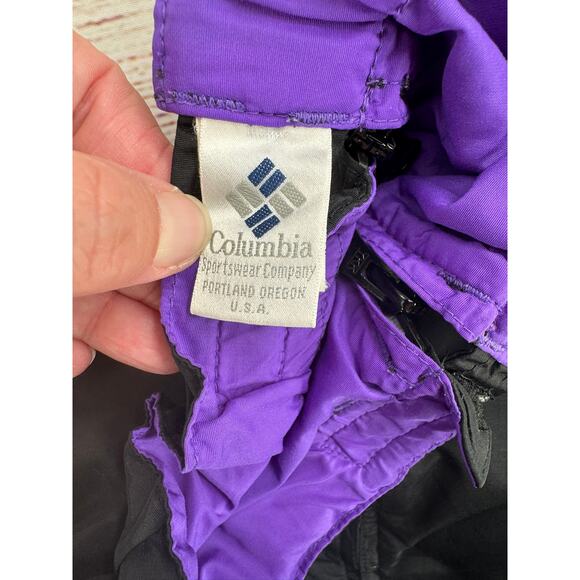 Columbia
Sportswear Company
PORTLAND OREGON
U.S.A.